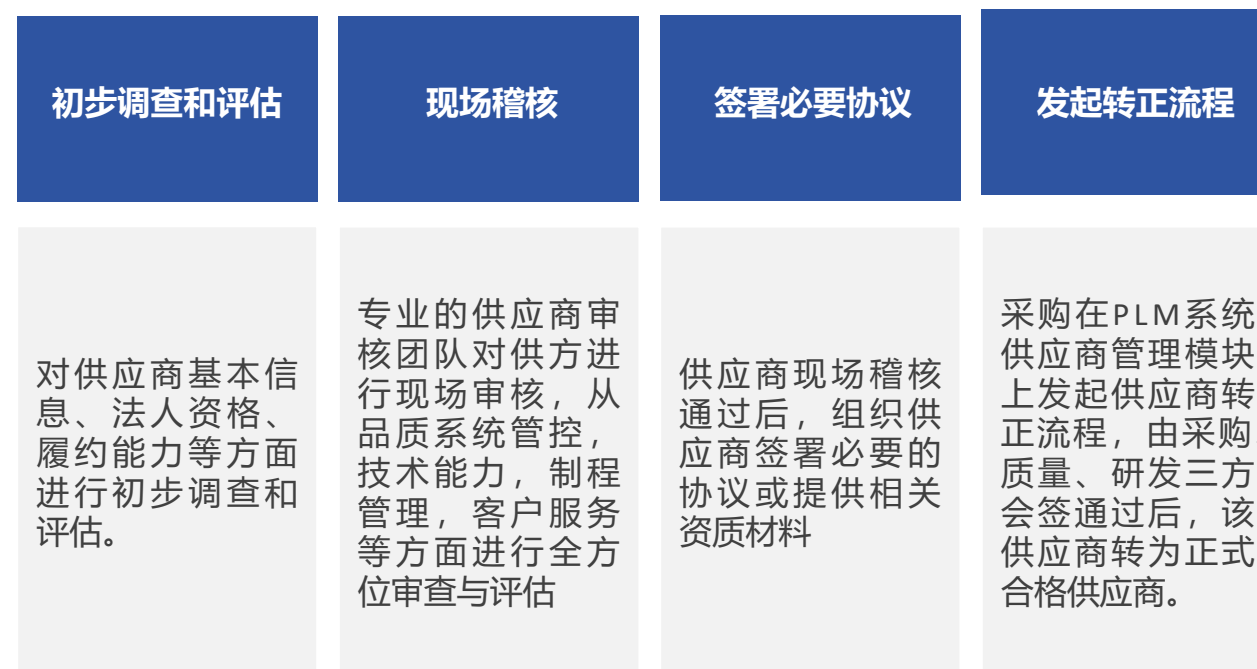 初步调查和评估
现场稽核
签署必要协议
发起转正流程
对供应商基本信
息、法人资格、
履约能力等方面
进行初步调查和
评估。
专业的供应商审
核团队对供方进
行现场审核，从
品质系统管控，
技术能力，制程
管理，客户服务
等方面进行全方
位审查与评估
供应商现场稽核
通过后，组织供
应商签署必要的
协议或提供相关
资质材料
采购在PLM系统
供应商管理模块
上发起供应商转
正流程，由采购
质量、研发三方
会签通过后，该
供应商转为正式
合格供应商。